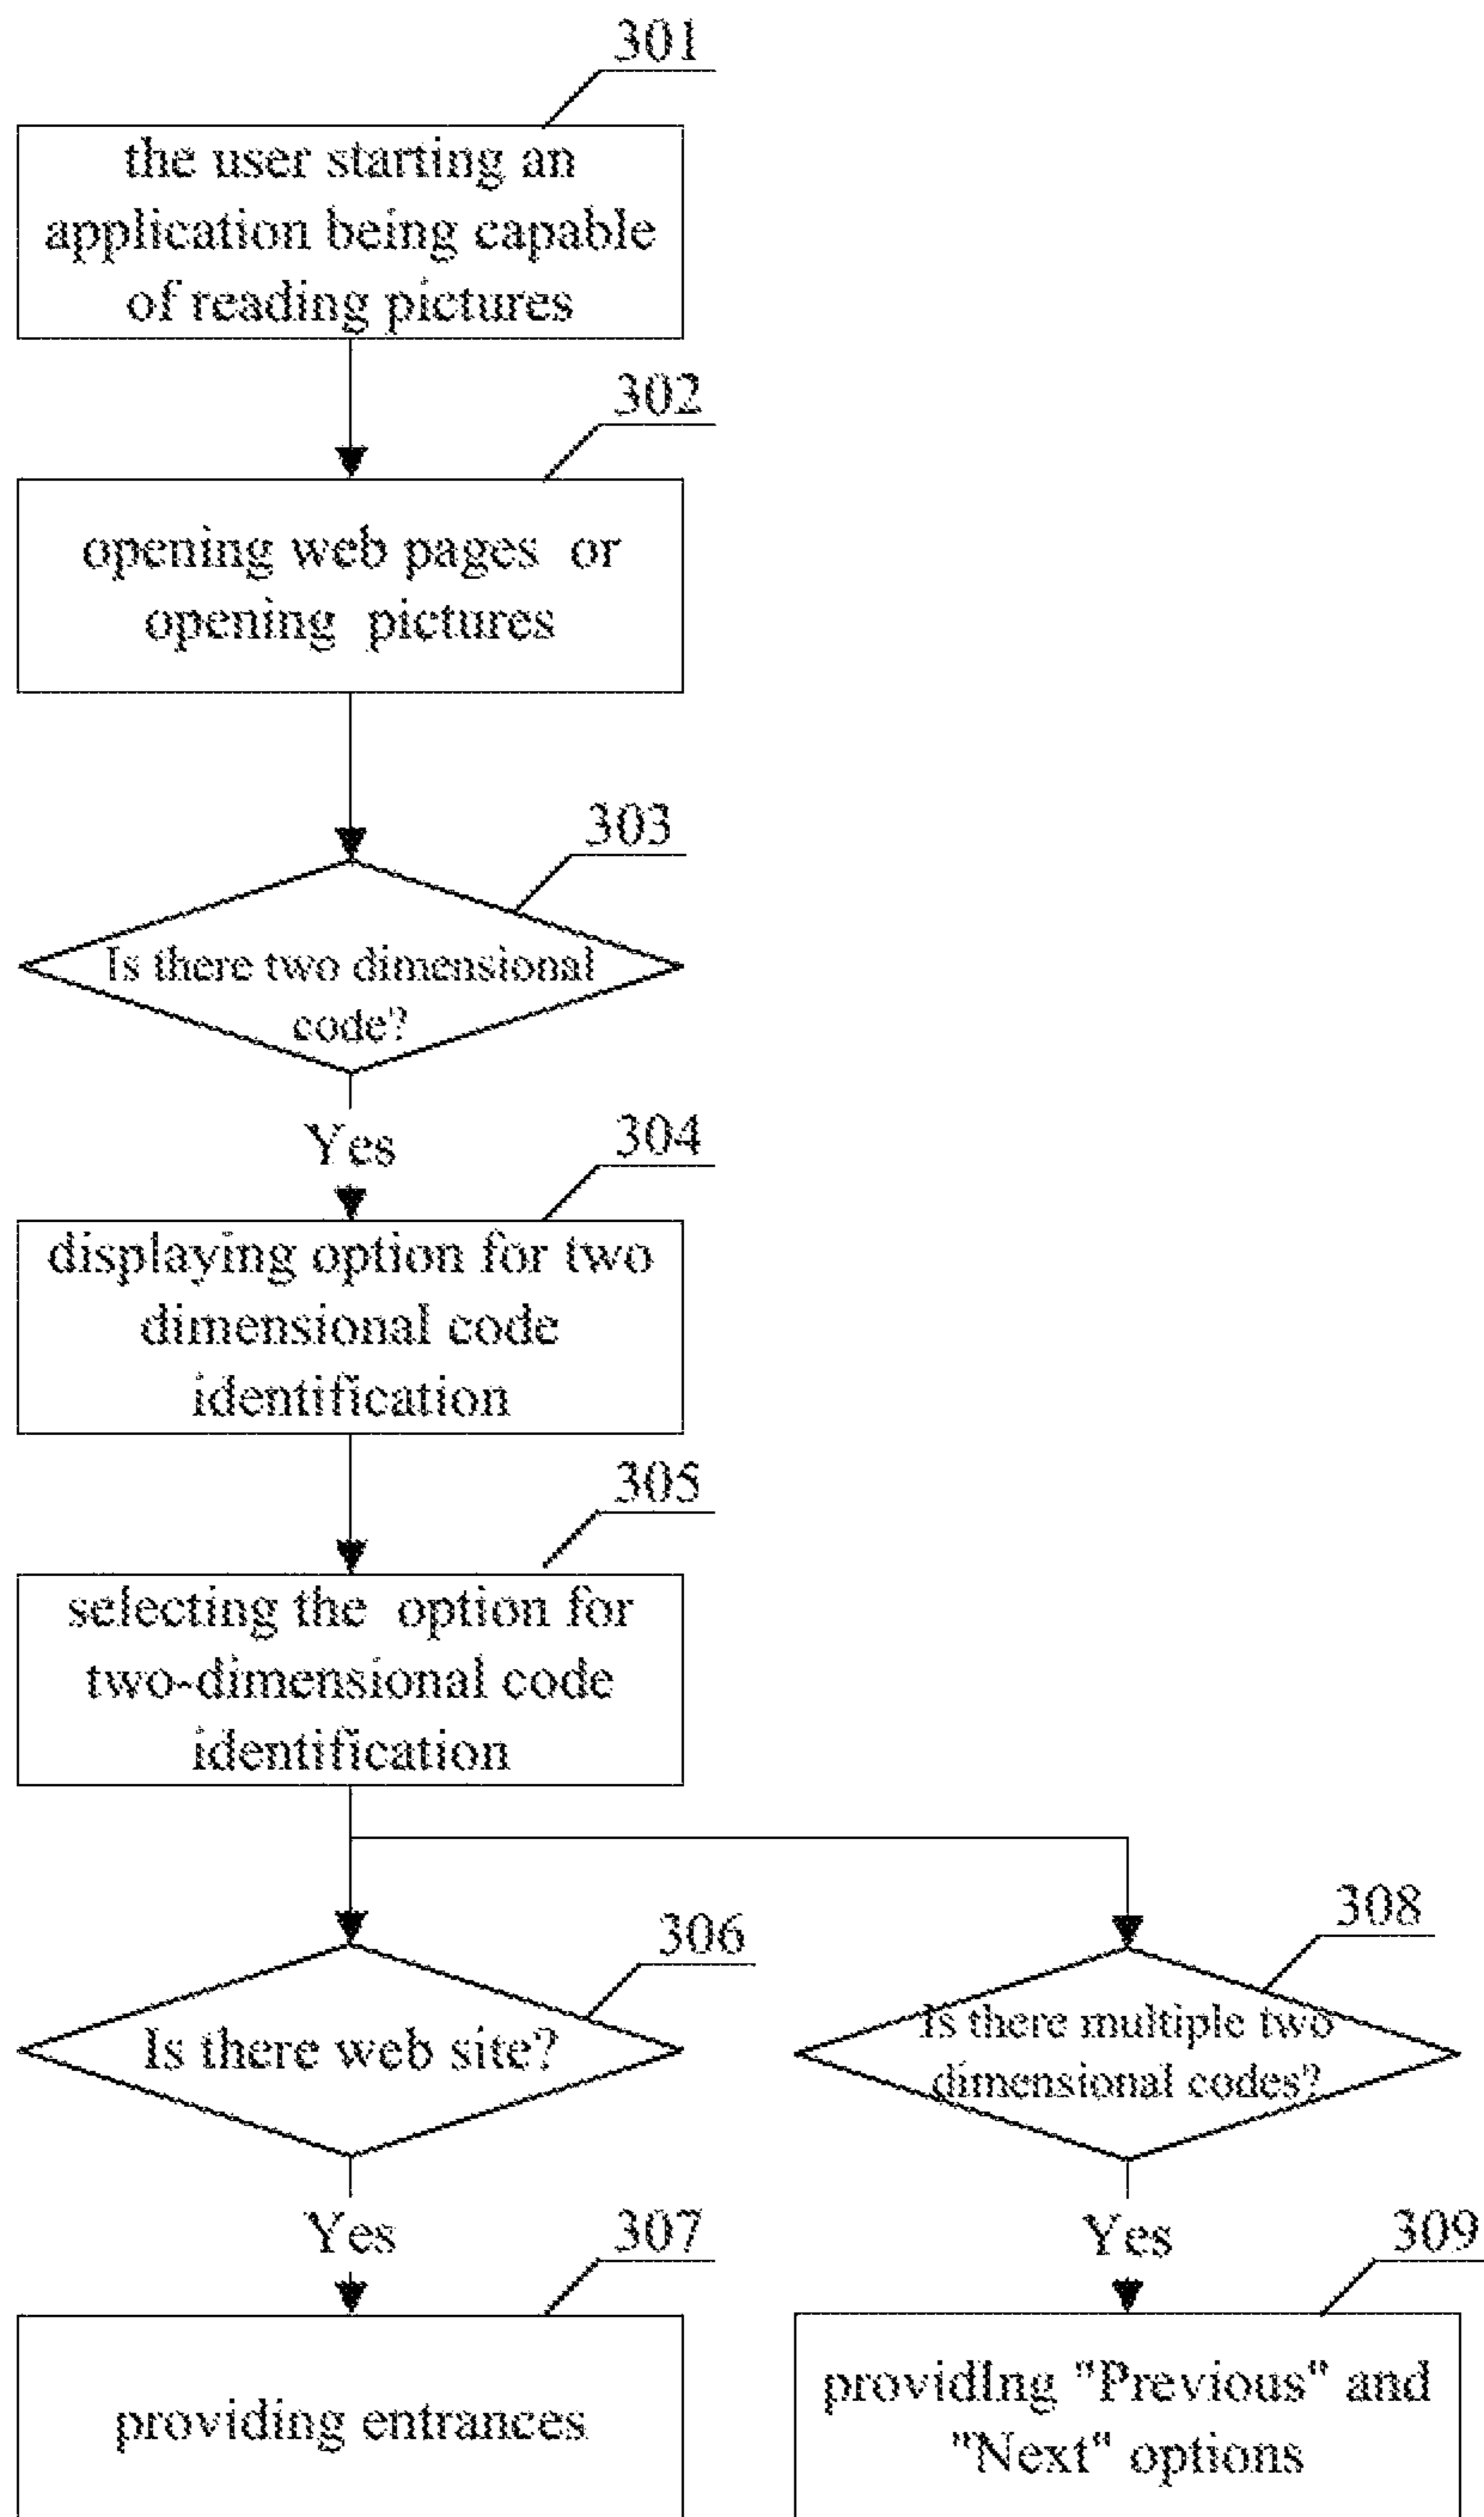 301
the user starting an
application being capable
of reading pictures
302
opening web pages or
opening pictures
303
Is there two dimensional
code?
Yes
304
displaying option for two
dimensional code
identification
305
selecting the option for
two-dimensional code
identification
306
Is there web site?
308
Is there multiple two
dimensional codes?
Yes
307
providing entrances
Yes
309
providing "Previous" and
"Next" options